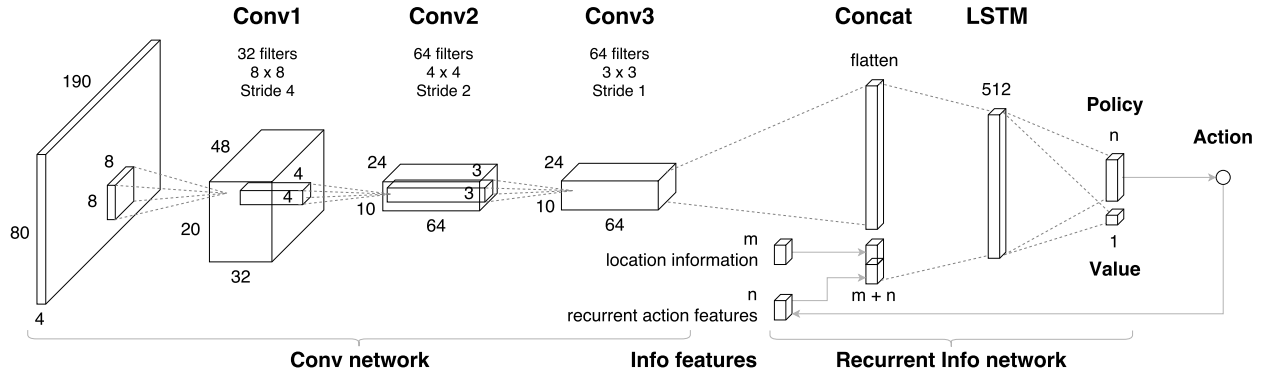 Conv1
Conv2
Conv3
Concat
LSTM
32 filters
8 x 8
Stride 4
64 filters
4 x 4
Stride 2
64 filters
3 x 3
Stride 1
flatten
190
8
8
80
4
48
4
4
20
32
24
3
3
10
64
24
10
64
512
Policy
n
Action
1
Value
m
location information
n
recurrent action features
m + n
Conv network
Info features
Recurrent Info network